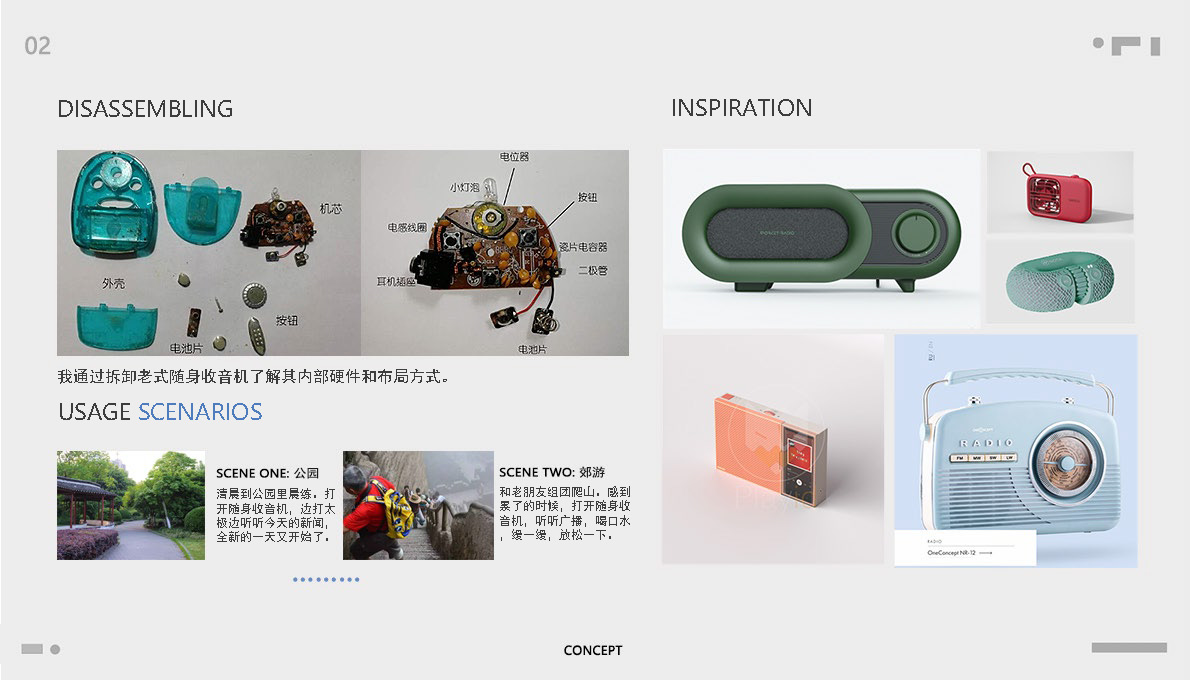 02
DISASSEMBLING
INSPIRATION
电位器
小灯泡
按钮
机芯
电感线圈
瓷片电容器
二极管
耳机插座
外壳
按钮
电池片
电池片
我通过拆卸老式随身收音机了解其内部硬件和布局方式。
USAGE SCENARIOS
SCENE ONE: 公园
清晨到公园里晨练。打
开随身收音机，边打太
极边听听今天的新闻，
全新的一天又开始了。
SCENE TWO: 郊游
和老朋友组团爬山。感到
累了的时候，打开随身收
音机，听听广播，喝口水
，缓一缓，放松一下。
RADIO
FM MW SW LW
RADIO
OneConcept NR-12
CONCEPT